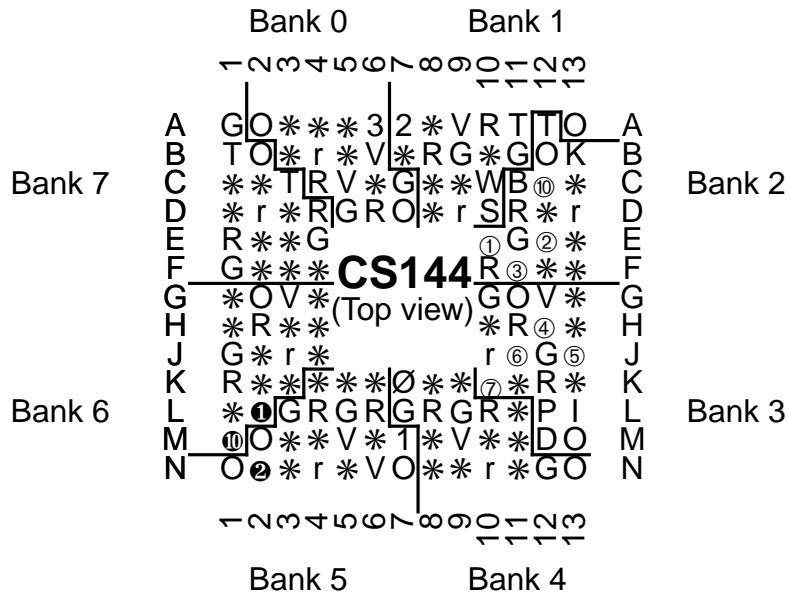 Bank 0 Bank 1
1 2 3 4 5 6 7 8 9 10 11 12 13
A G O ✳ ✳ ✳ 3 2 ✳ V R T T O A
B T O ✳ r ✳ V ✳ R G ✳ G O K B
Bank 7 C ✳ ✳ T R V ✳ G ✳ ✳ W B ⑩ ✳ C Bank 2
D ✳ r ✳ R G R O ✳ r S R ✳ r D
E R ✳ ✳ G ① G ② ✳ E
F G ✳ ✳ ✳ CS144 R ③ ✳ ✳ F
G ✳ O V ✳ (Top view) G O V ✳ G
H ✳ R ✳ ✳ ✳ R ④ ✳ H
J G ✳ r ✳ r ⑥ G ⑤ J
K R ✳ ✳ ✳ ✳ ✳ Ø ✳ ✳ ⑦ ✳ R ✳ K
Bank 6 L ✳ ❶ G R G R G R G R ✳ P I L Bank 3
M ❿ O ✳ ✳ V ✳ 1 ✳ V ✳ ✳ D O M
N O ❷ ✳ r ✳ V O ✳ ✳ r ✳ G O N
1 2 3 4 5 6 7 8 9 10 11 12 13
Bank 5 Bank 4